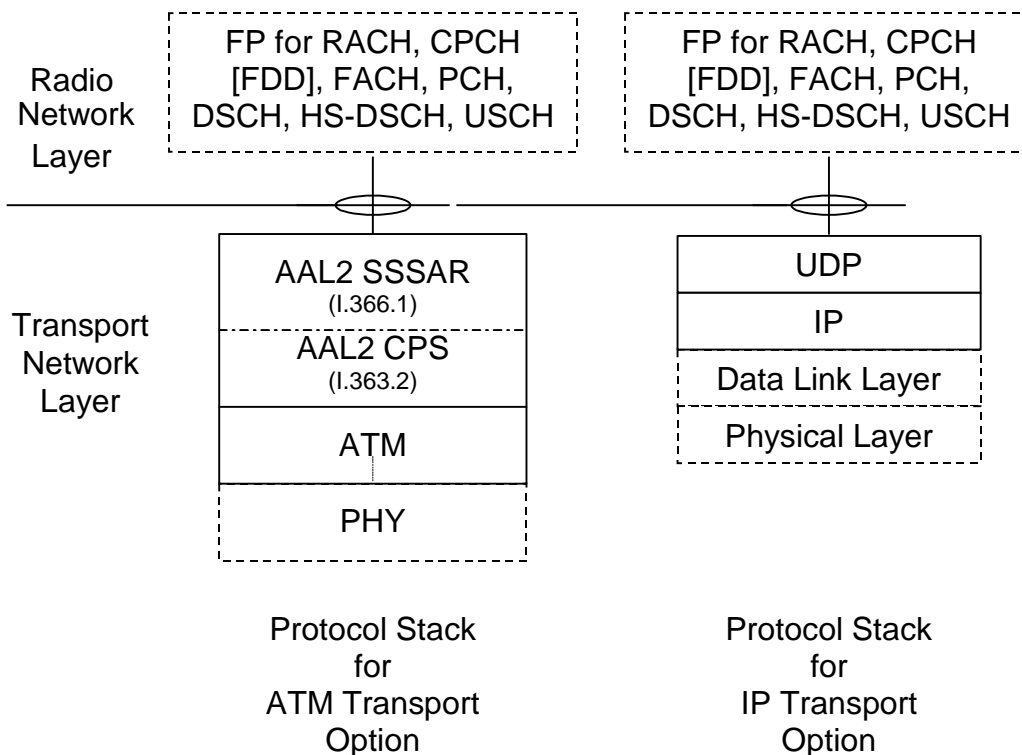 FP for RACH, CPCH
[FDD], FACH, PCH,
DSCH, HS-DSCH, USCH
FP for RACH, CPCH
[FDD], FACH, PCH,
DSCH, HS-DSCH, USCH
Radio
Network
Layer
Transport
Network
Layer
AAL2 SSSAR
(I.366.1)
AAL2 CPS
(I.363.2)
ATM
PHY
UDP
IP
Data Link Layer
Physical Layer
Protocol Stack
for
ATM Transport
Option
Protocol Stack
for
IP Transport
Option